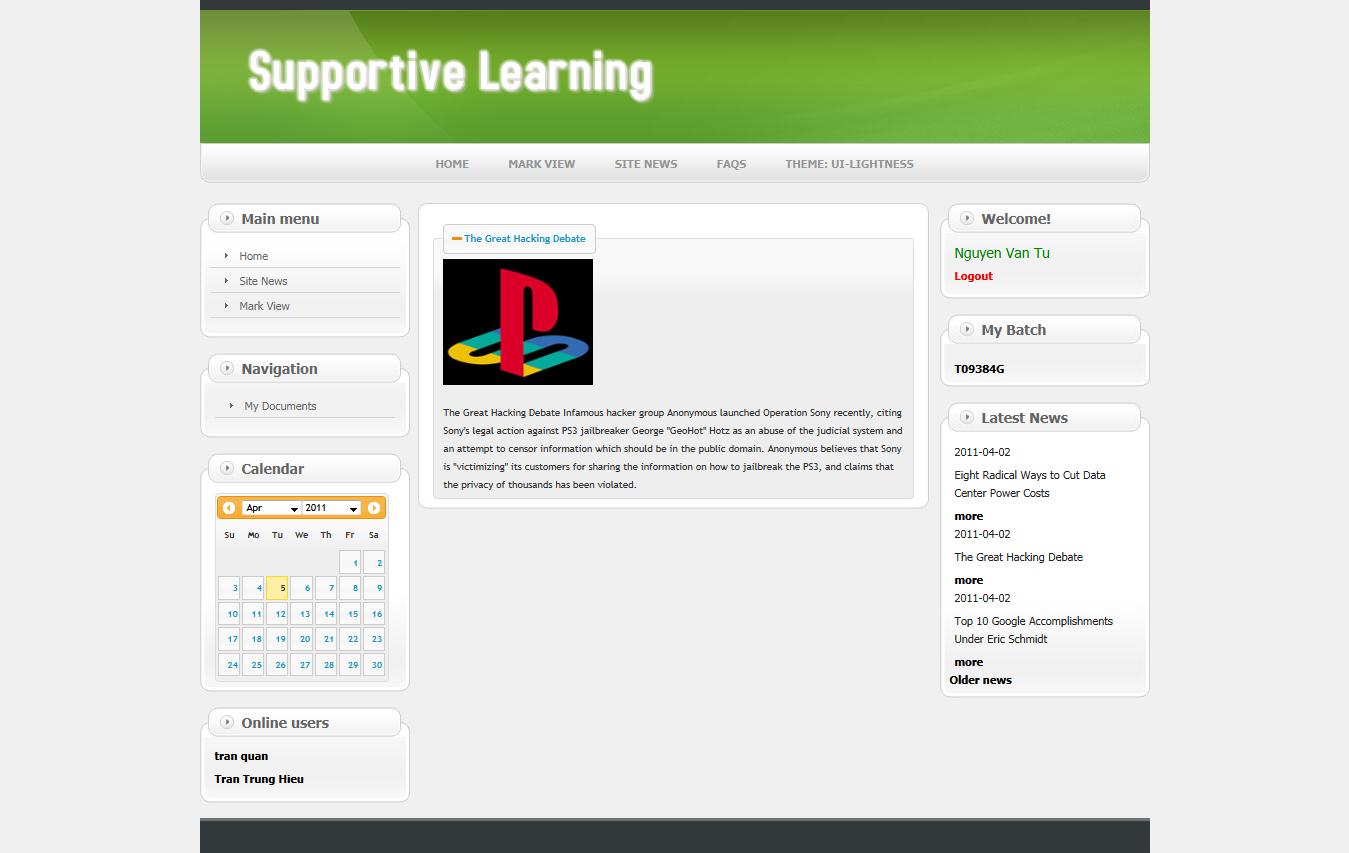 Supportive Learning
HOME MARK VIEW SITE NEWS FAQS THEME: UI-LIGHTNESS
Main menu
Home
Site News
Mark View
Navigation
My Documents
Calendar
Apr 2011
Su Mo Tu We Th Fr Sa
1 2
3 4 5 6 7 8 9
10 11 12 13 14 15 16
17 18 19 20 21 22 23
24 25 26 27 28 29 30
Online users
tran quan
Tran Trung Hieu
The Great Hacking Debate
The Great Hacking Debate Infamous hacker group Anonymous launched Operation Sony recently, citing
Sony's legal action against PS3 jailbreaker George "GeoHot" Hotz as an abuse of the judicial system and
an attempt to censor information which should be in the public domain. Anonymous believes that Sony
is "victimizing" its customers for sharing the information on how to jailbreak the PS3, and claims that
the privacy of thousands has been violated.
Welcome!
Nguyen Van Tu
Logout
My Batch
T09384G
Latest News
2011-04-02
Eight Radical Ways to Cut Data
Center Power Costs
more
2011-04-02
The Great Hacking Debate
more
2011-04-02
Top 10 Google Accomplishments
Under Eric Schmidt
more
Older news